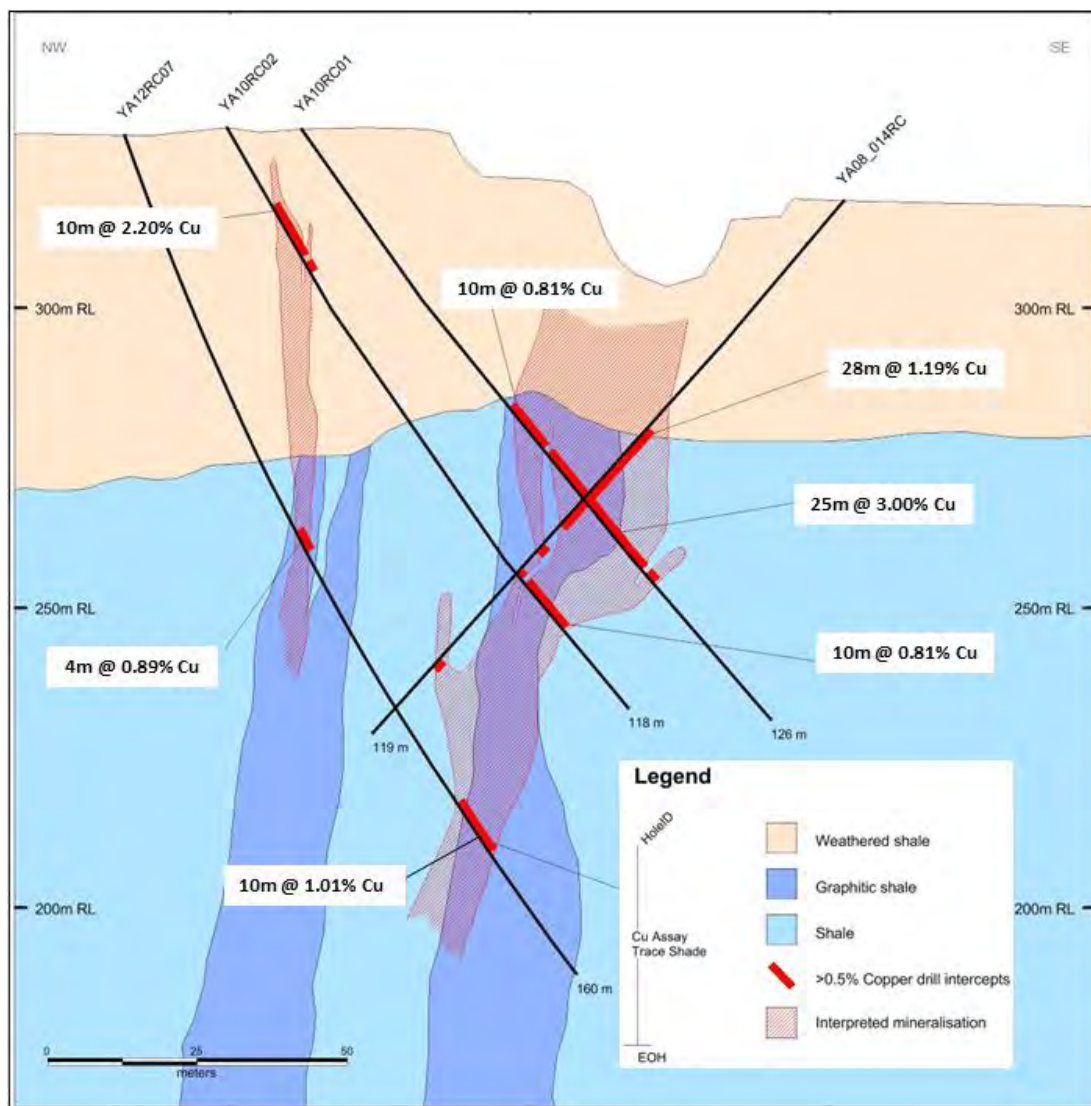 NW
SE
YA12RC07
YA10RC02
YA10RC01
YA08_014RC
10m @ 2.20% Cu
10m @ 0.81% Cu
300m RL
300m RL
28m @ 1.19% Cu
25m @ 3.00% Cu
250m RL
250m RL
4m @ 0.89% Cu
10m @ 0.81% Cu
119 m
118 m
126 m
Legend
HoleID
Weathered shale
Graphitic shale
10m @ 1.01% Cu
200m RL
200m RL
Cu Assay
Trace Shade
Shale
>0.5% Copper drill intercepts
160 m
Interpreted mineralisation
EOH
0
25
50
meters